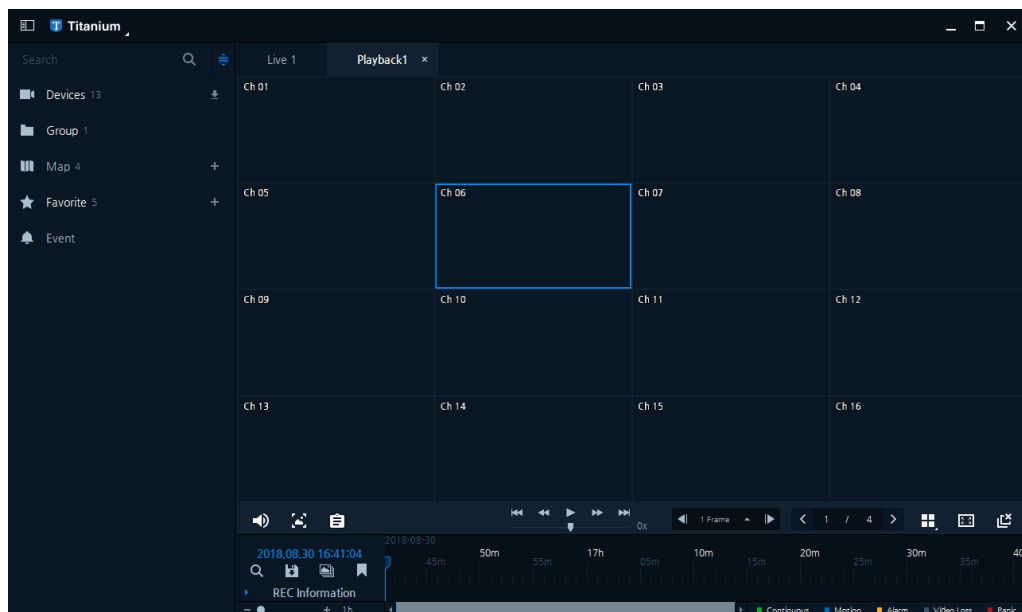 T Titanium
Search
Live 1 Playback1 ×
Devices 13
Group 1
Map 4
Favorite 5
Event
Ch 01 Ch 02 Ch 03 Ch 04
Ch 05 Ch 06 Ch 07 Ch 08
Ch 09 Ch 10 Ch 11 Ch 12
Ch 13 Ch 14 Ch 15 Ch 16
0x 1 Frame 1 / 4
2018-08-30
2018,08,30 16:41:04 45m 50m 55m 17h 05m 10m 15m 20m 25m 30m 35m 40
REC Information
1h Continuous Motion Alarm Video Loss Panic